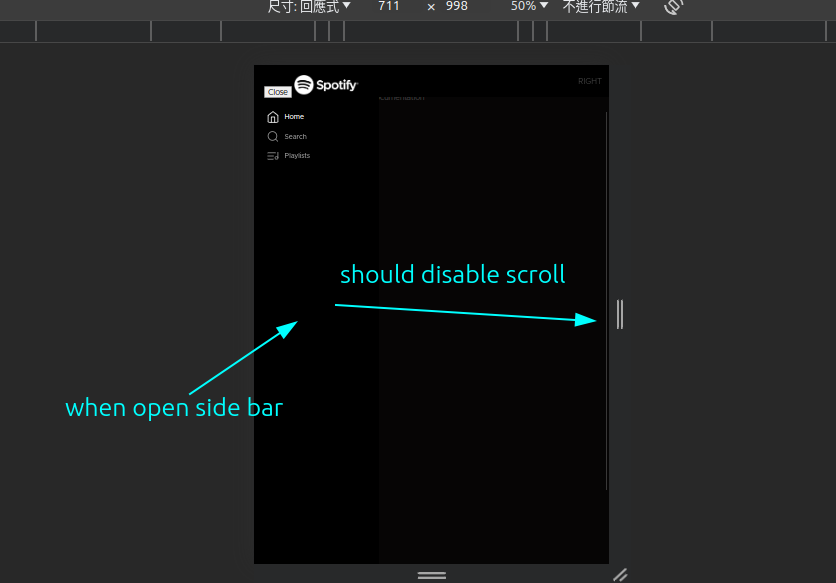 尺寸: 回應式 ▼ 711 × 998 50% ▼ 不進行節流 ▼
Spotify
RIGHT
Close
Home
Search
Playlists
should disable scroll
when open side bar